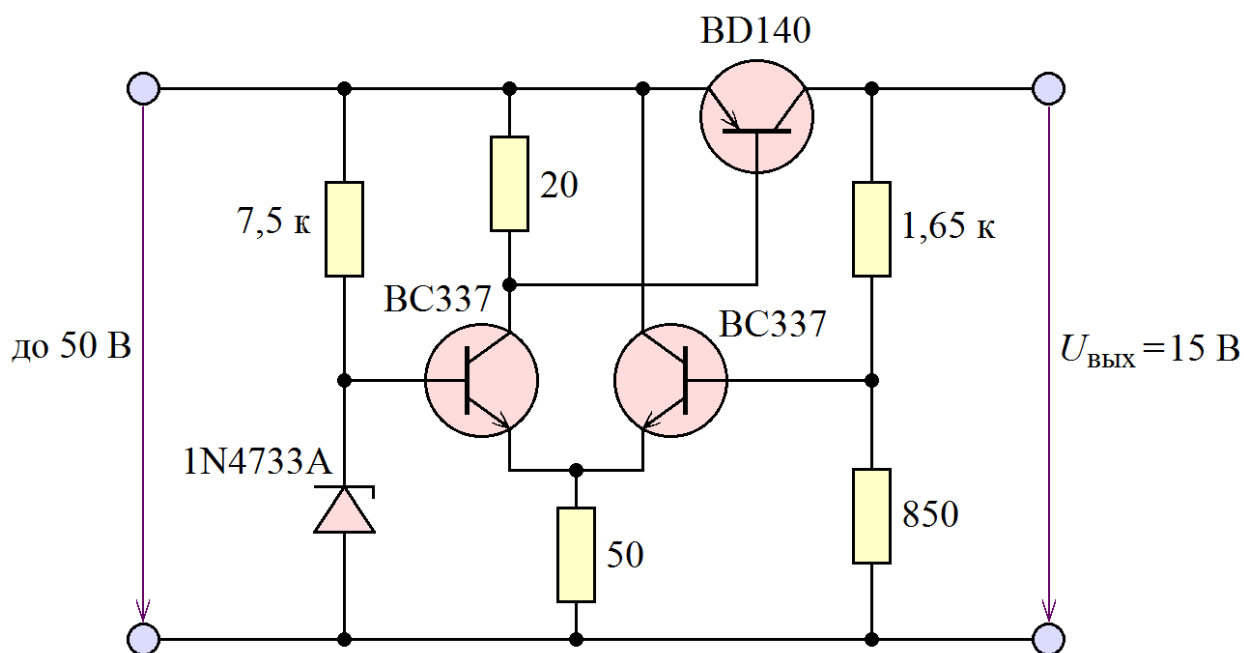 BD140
20
7,5 к
1,65 к
BC337
BC337
до 50 В
Uвых = 15 В
1N4733A
850
50